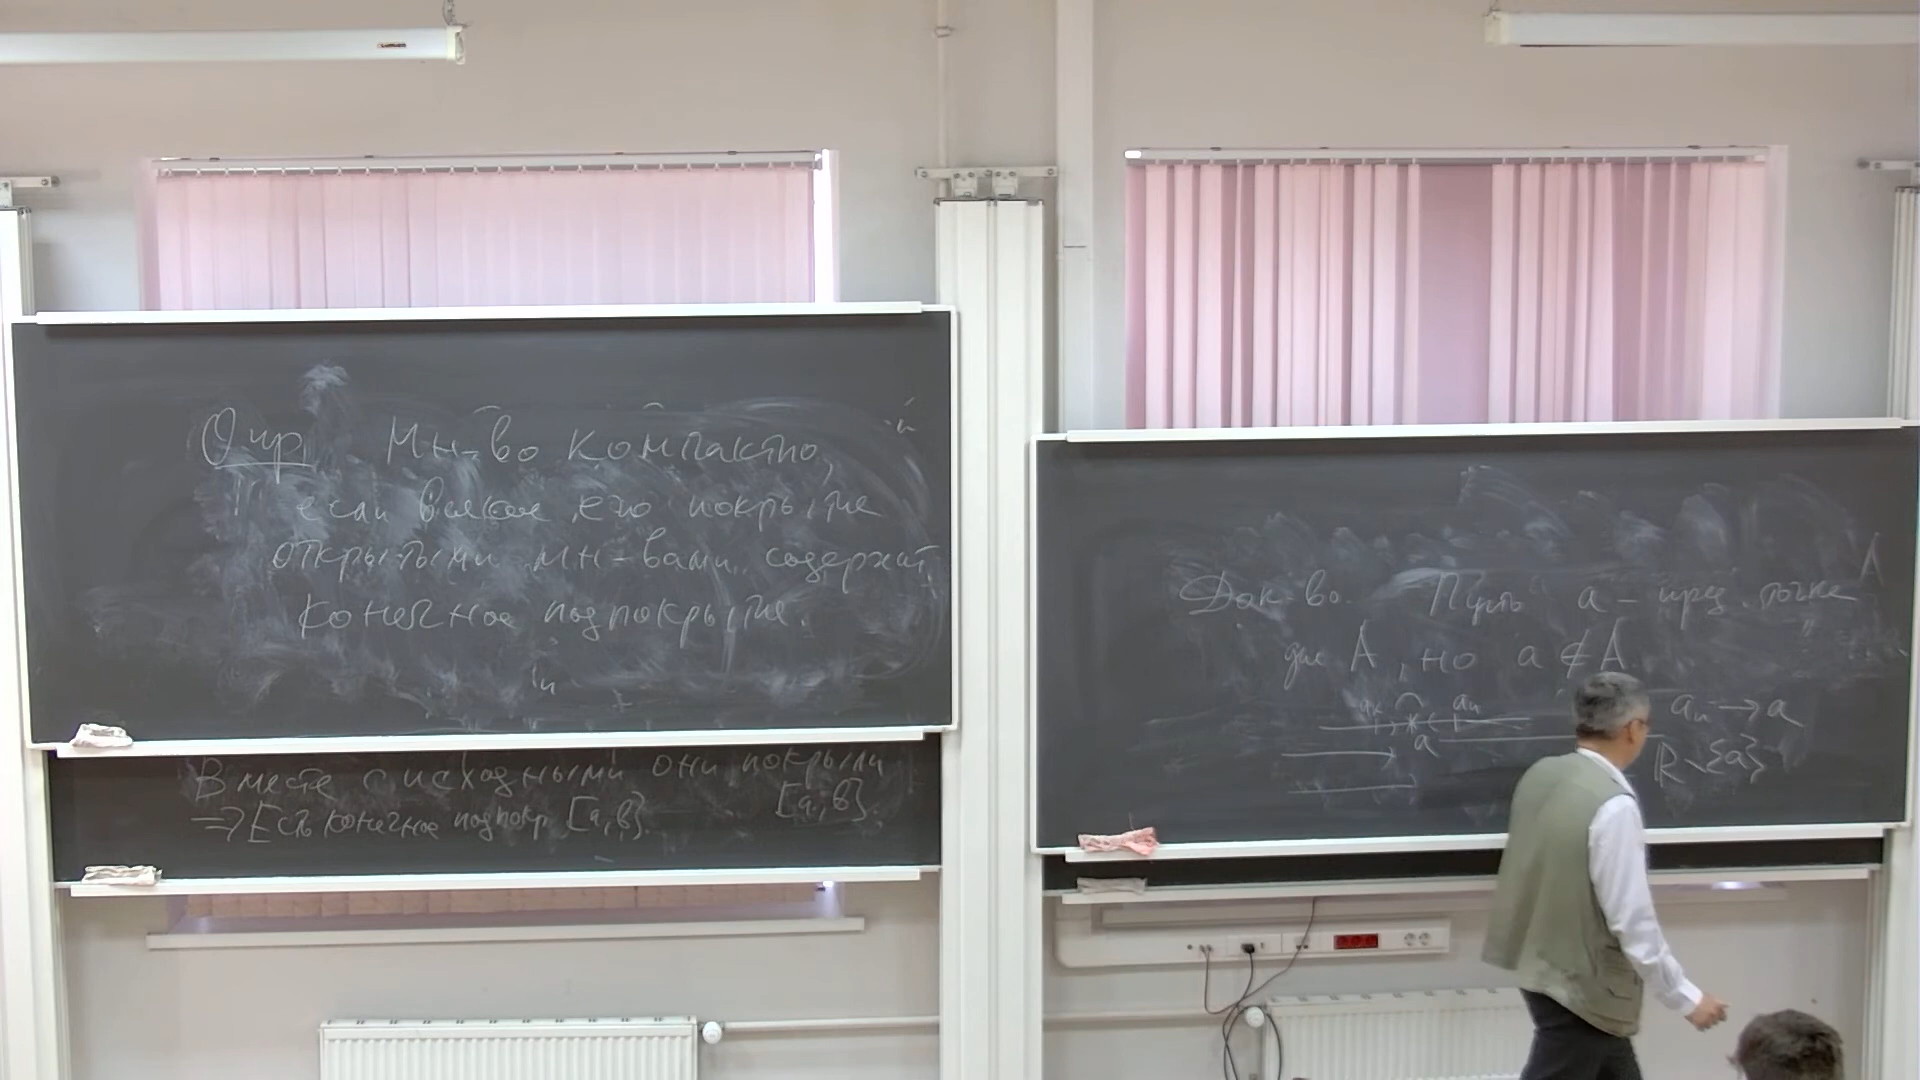 Опр. Мн-во компактно,
если всякое его покрытие
открытыми мн-вами содержит
конечное подпокрытие.
Вместе с исходными они покрыли
[a, b].
⇒ Есть конечное подпокр. [a, b].
Док-во. Пусть a - пред. точка
для A, но a ∉ A.
aₖ aₙ
a
aₙ → a
ℝ \ {a}